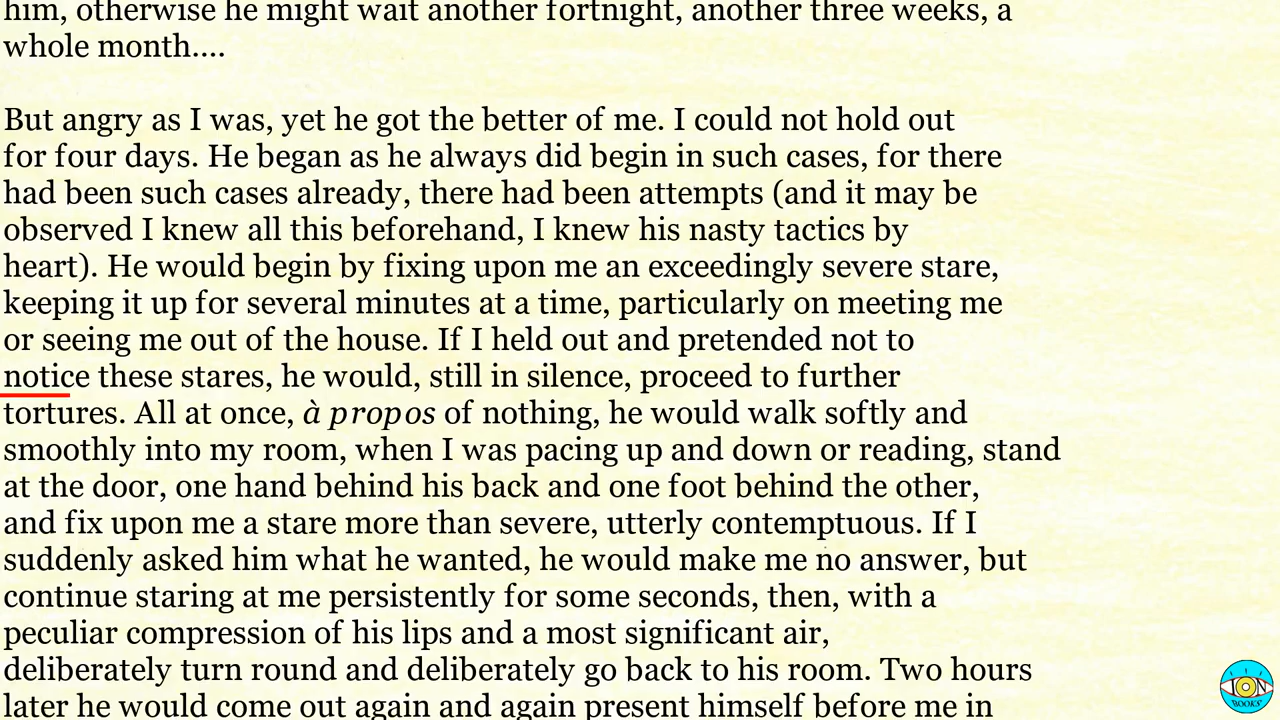 him, otherwise he might wait another fortnight, another three weeks, a
whole month....
But angry as I was, yet he got the better of me. I could not hold out
for four days. He began as he always did begin in such cases, for there
had been such cases already, there had been attempts (and it may be
observed I knew all this beforehand, I knew his nasty tactics by
heart). He would begin by fixing upon me an exceedingly severe stare,
keeping it up for several minutes at a time, particularly on meeting me
or seeing me out of the house. If I held out and pretended not to
notice these stares, he would, still in silence, proceed to further
tortures. All at once, à propos of nothing, he would walk softly and
smoothly into my room, when I was pacing up and down or reading, stand
at the door, one hand behind his back and one foot behind the other,
and fix upon me a stare more than severe, utterly contemptuous. If I
suddenly asked him what he wanted, he would make me no answer, but
continue staring at me persistently for some seconds, then, with a
peculiar compression of his lips and a most significant air,
deliberately turn round and deliberately go back to his room. Two hours
later he would come out again and again present himself before me in
ION
BOOKS